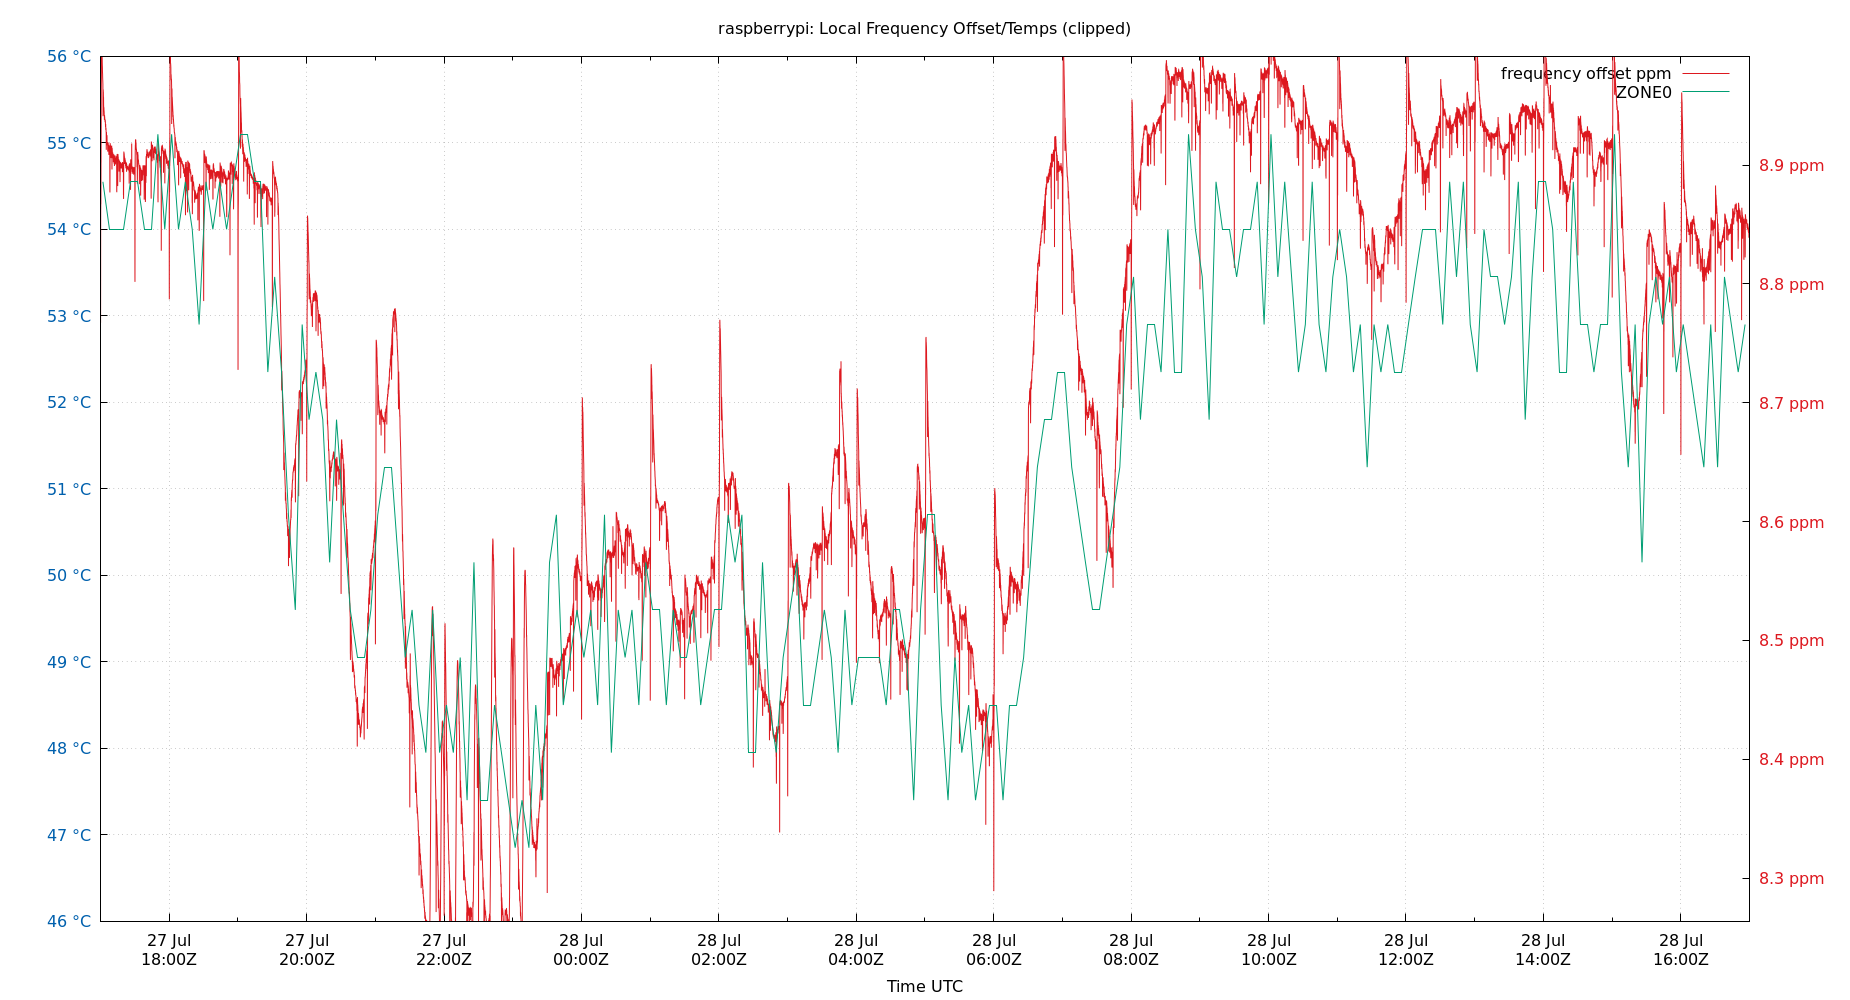 raspberrypi: Local Frequency Offset/Temps (clipped)
56 °C
55 °C
54 °C
53 °C
52 °C
51 °C
50 °C
49 °C
48 °C
47 °C
46 °C
frequency offset ppm
ZONE0
8.9 ppm
8.8 ppm
8.7 ppm
8.6 ppm
8.5 ppm
8.4 ppm
8.3 ppm
27 Jul
18:00Z
27 Jul
20:00Z
27 Jul
22:00Z
28 Jul
00:00Z
28 Jul
02:00Z
28 Jul
04:00Z
28 Jul
06:00Z
28 Jul
08:00Z
28 Jul
10:00Z
28 Jul
12:00Z
28 Jul
14:00Z
28 Jul
16:00Z
Time UTC